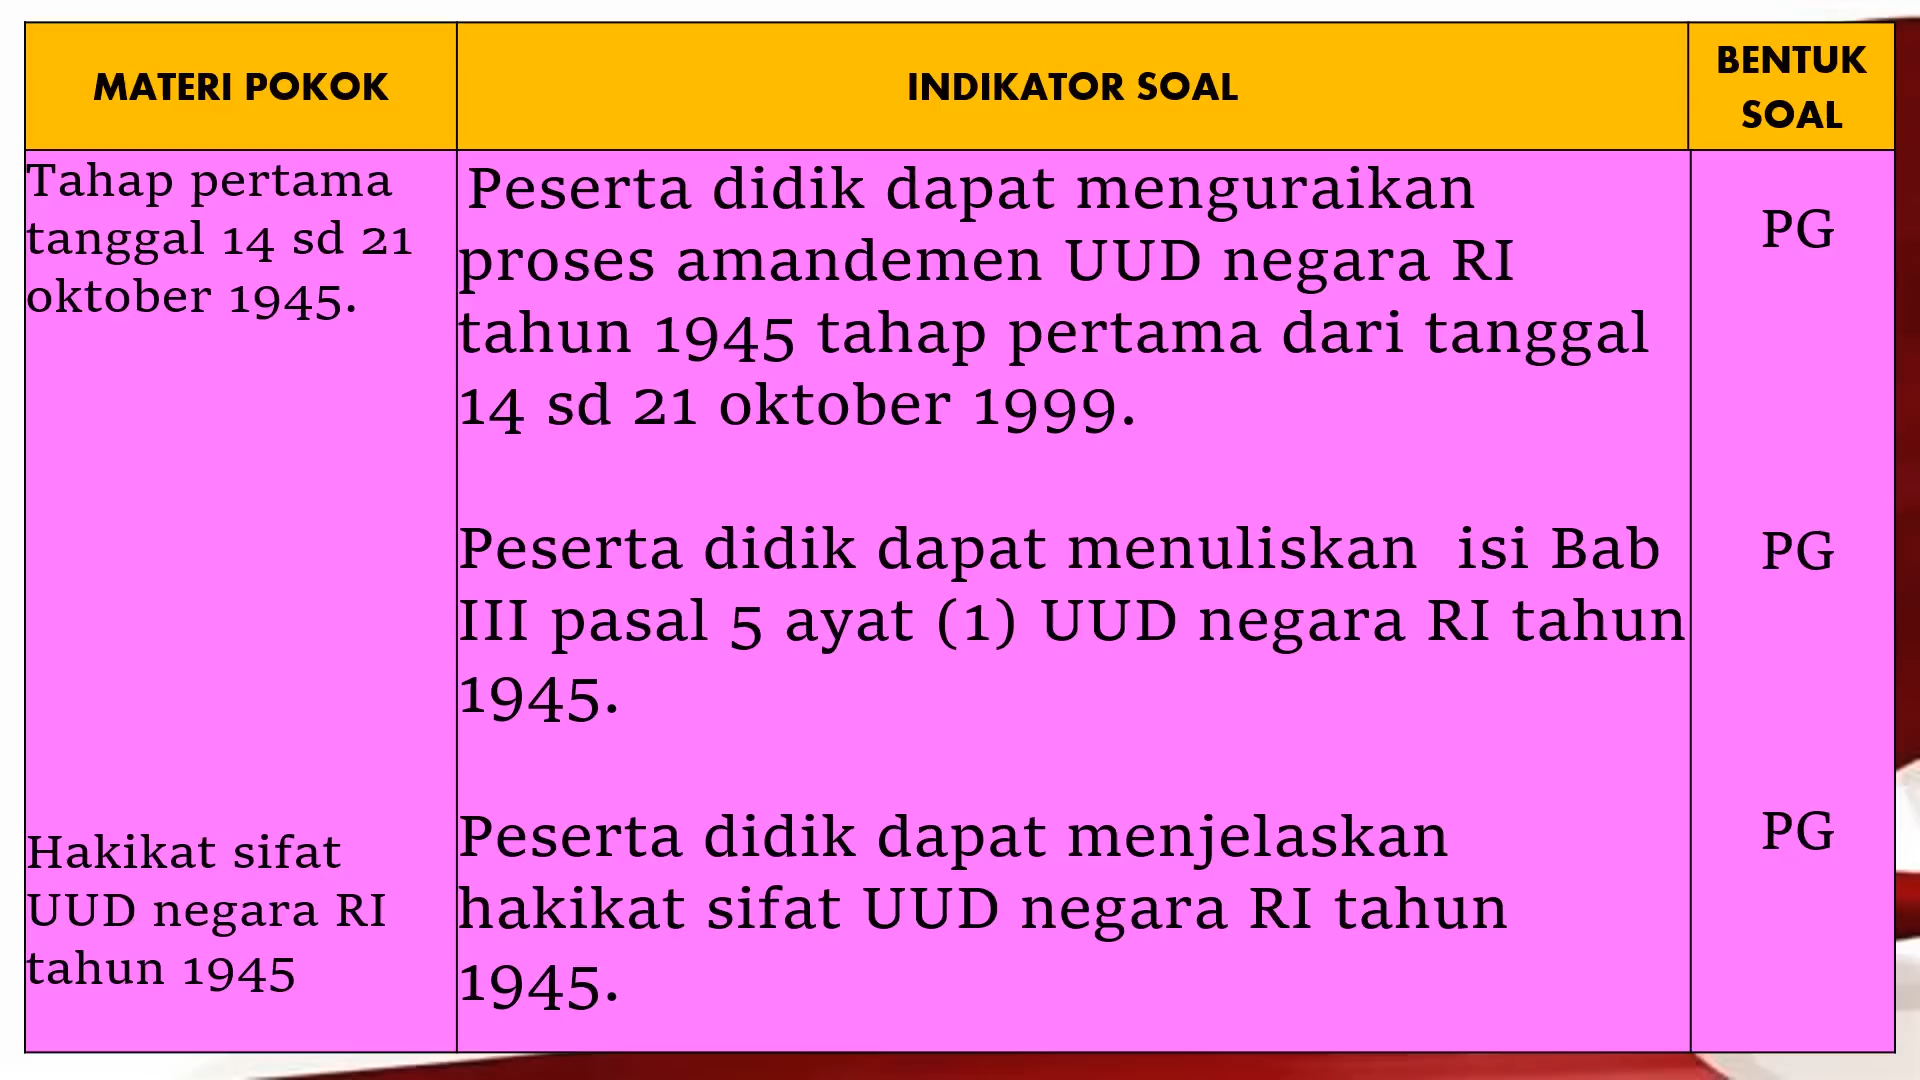 MATERI POKOK
INDIKATOR SOAL
BENTUK
SOAL
Tahap pertama
tanggal 14 sd 21
oktober 1945.
Peserta didik dapat menguraikan
proses amandemen UUD negara RI
tahun 1945 tahap pertama dari tanggal
14 sd 21 oktober 1999.
PG
Peserta didik dapat menuliskan  isi Bab
III pasal 5 ayat (1) UUD negara RI tahun
1945.
PG
Hakikat sifat
UUD negara RI
tahun 1945
Peserta didik dapat menjelaskan
hakikat sifat UUD negara RI tahun
1945.
PG